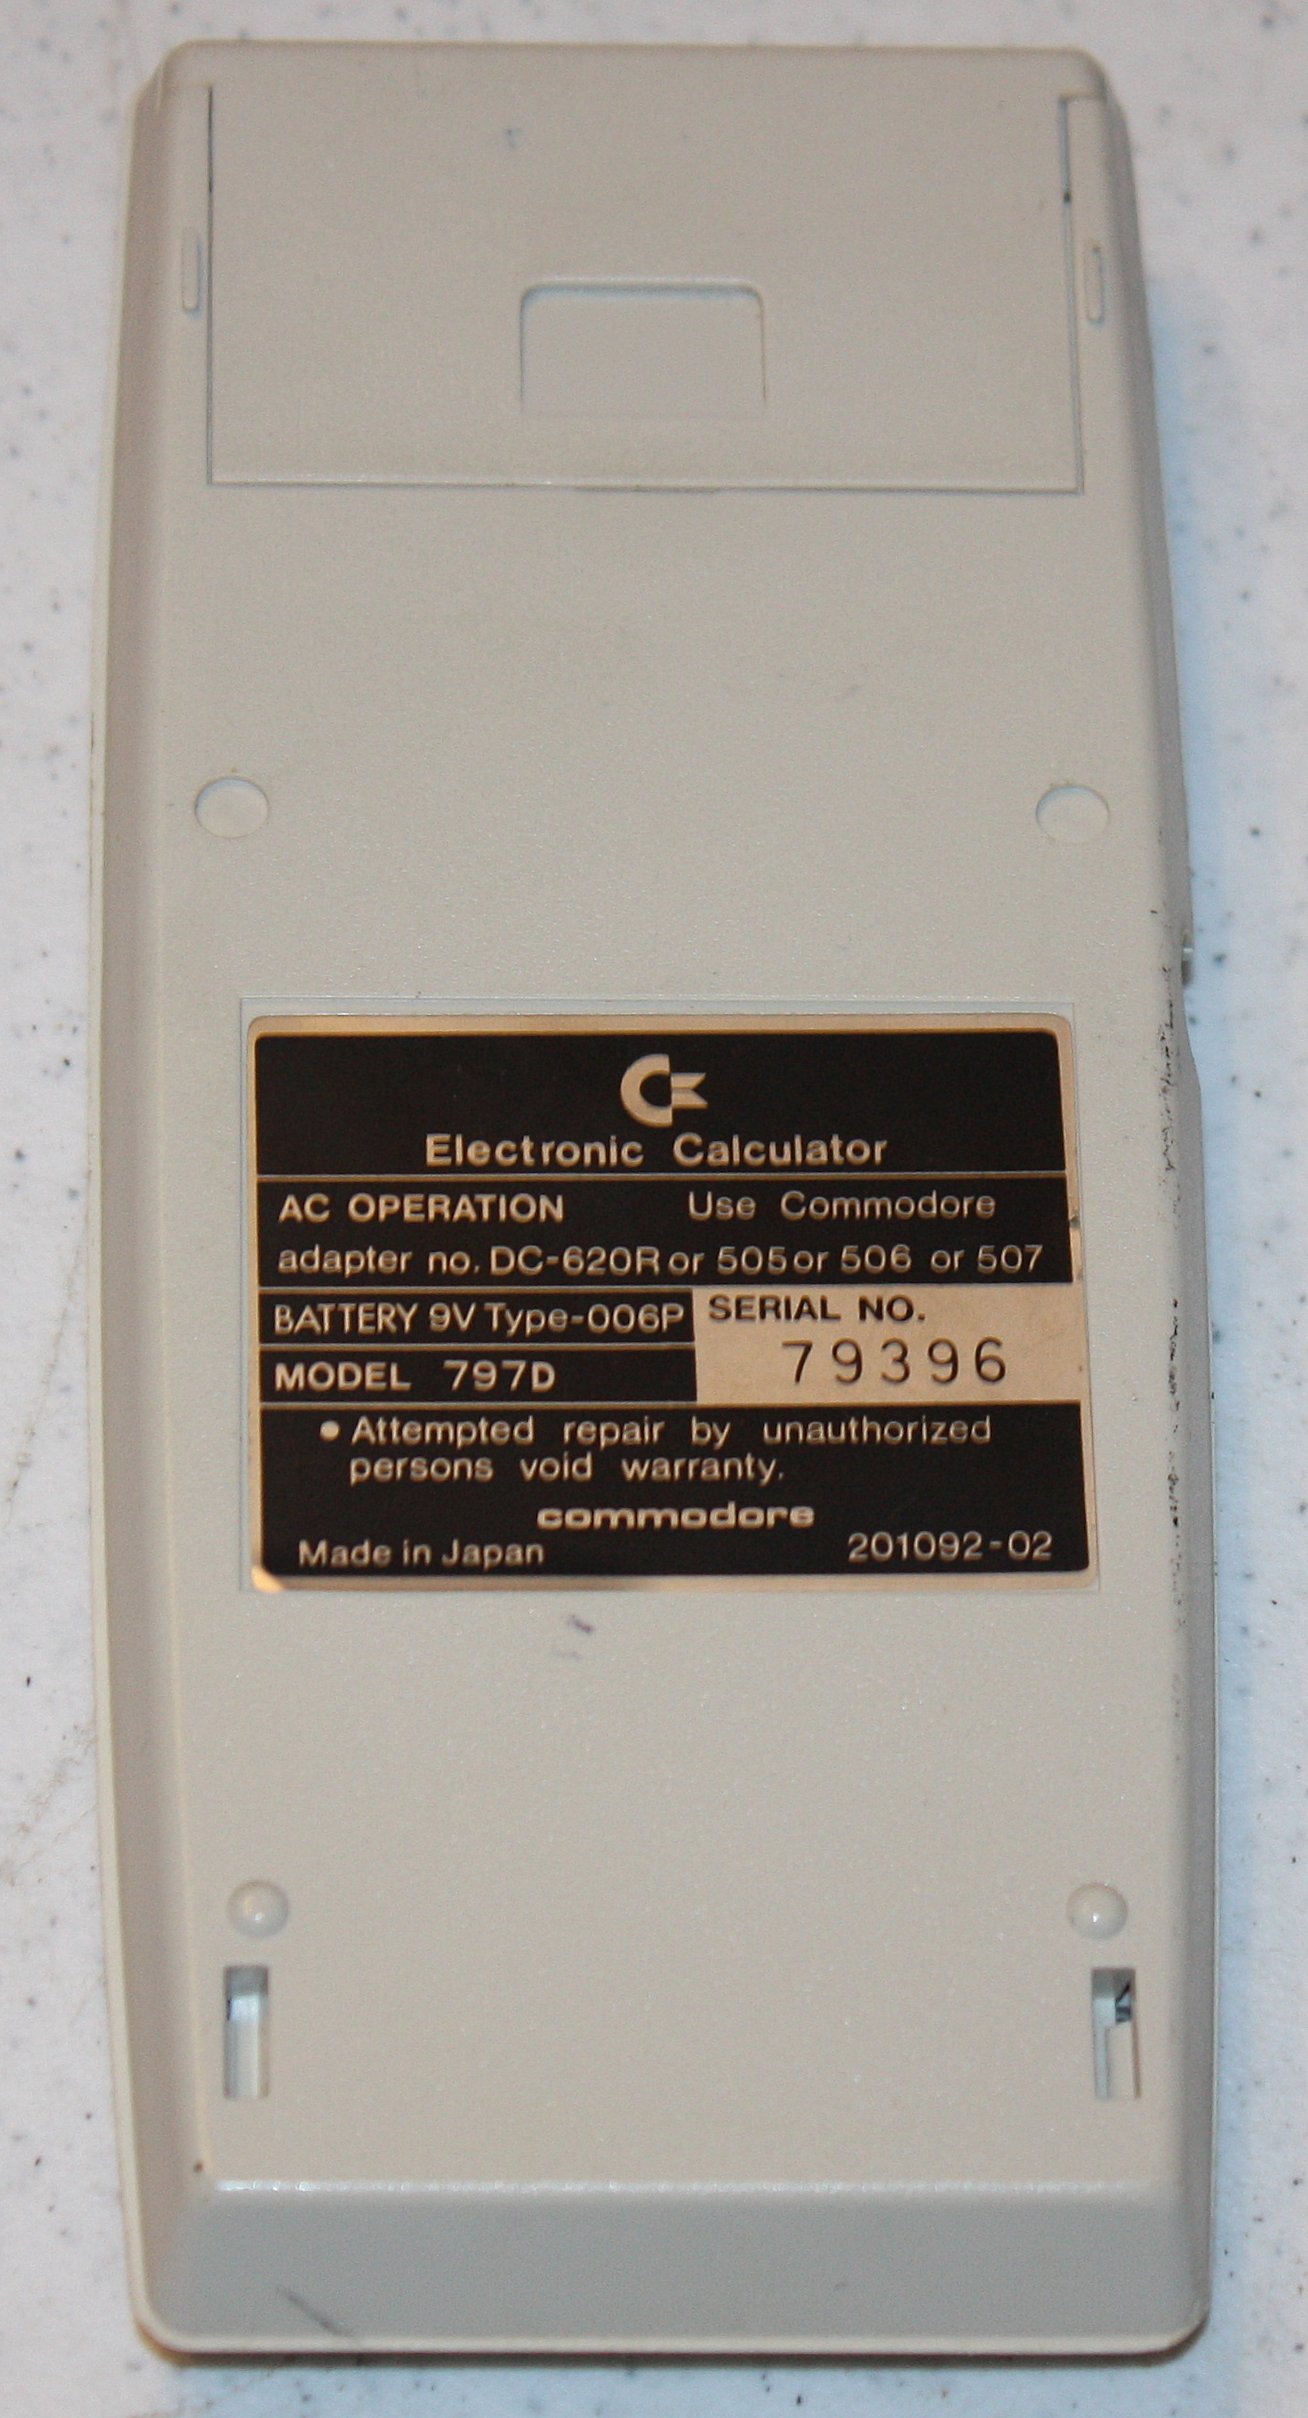 Electronic Calculator
AC OPERATION Use Commodore
adapter no. DC-620R or 505 or 506 or 507
BATTERY 9V Type-006P
SERIAL NO.
79396
MODEL 797D
• Attempted repair by unauthorized
persons void warranty.
commodore
Made in Japan 201092-02